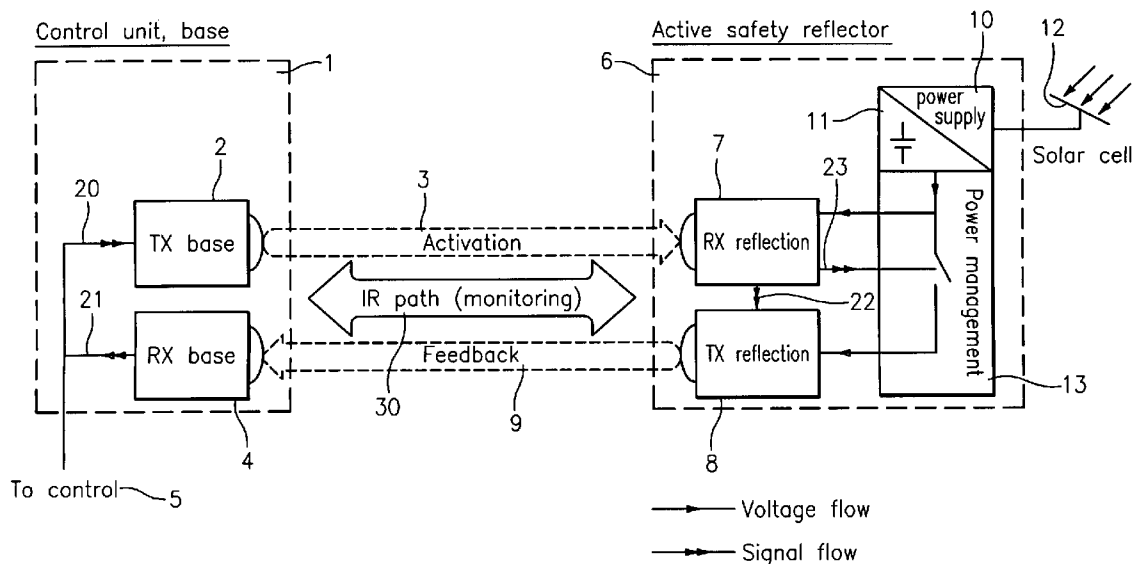 Control unit, base
Active safety reflector
1
6
10
12
power
supply
11
Solar cell
2
3
7
23
20
TX base
Activation
RX reflection
Power management
IR path (monitoring)
22
21
RX base
Feedback
TX reflection
30
9
13
4
8
To control
5
Voltage flow
Signal flow